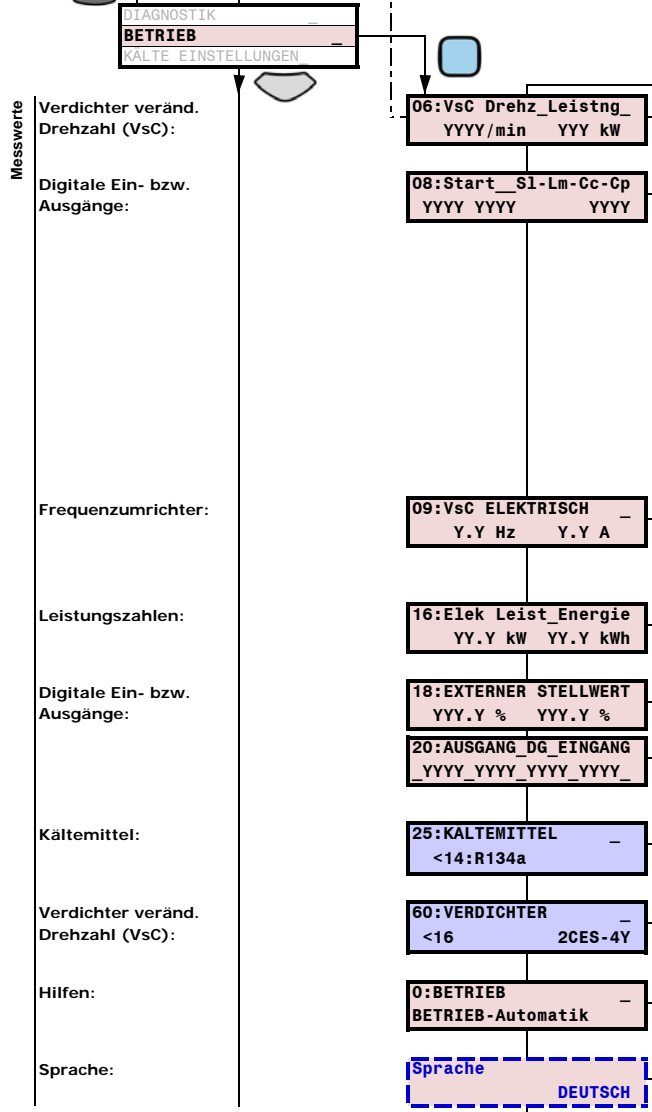 DIAGNOSTIK _
BETRIEB _
KÄLTE EINSTELLUNGEN_
Messwerte
Verdichter veränd.
Drehzahl (VsC):
06:VsC Drehz_Leistng_
YYYY/min YYY kW
Digitale Ein- bzw.
Ausgänge:
08:Start__Sl-Lm-Cc-Cp
YYYY YYYY YYYY
Frequenzumrichter:
09:VsC ELEKTRISCH _
Y.Y Hz Y.Y A
Leistungszahlen:
16:Elek Leist_Energie
YY.Y kW YY.Y kWh
Digitale Ein- bzw.
Ausgänge:
18:EXTERNER STELLWERT
YYY.Y % YYY.Y %
20:AUSGANG_DG_EINGANG
_YYYY_YYYY_YYYY_YYYY_
Kältemittel:
25:KALTEMITTEL _
<14:R134a
Verdichter veränd.
Drehzahl (VsC):
60:VERDICHTER _
<16 2CES-4Y
Hilfen:
0:BETRIEB _
BETRIEB-Automatik
Sprache:
Sprache
DEUTSCH